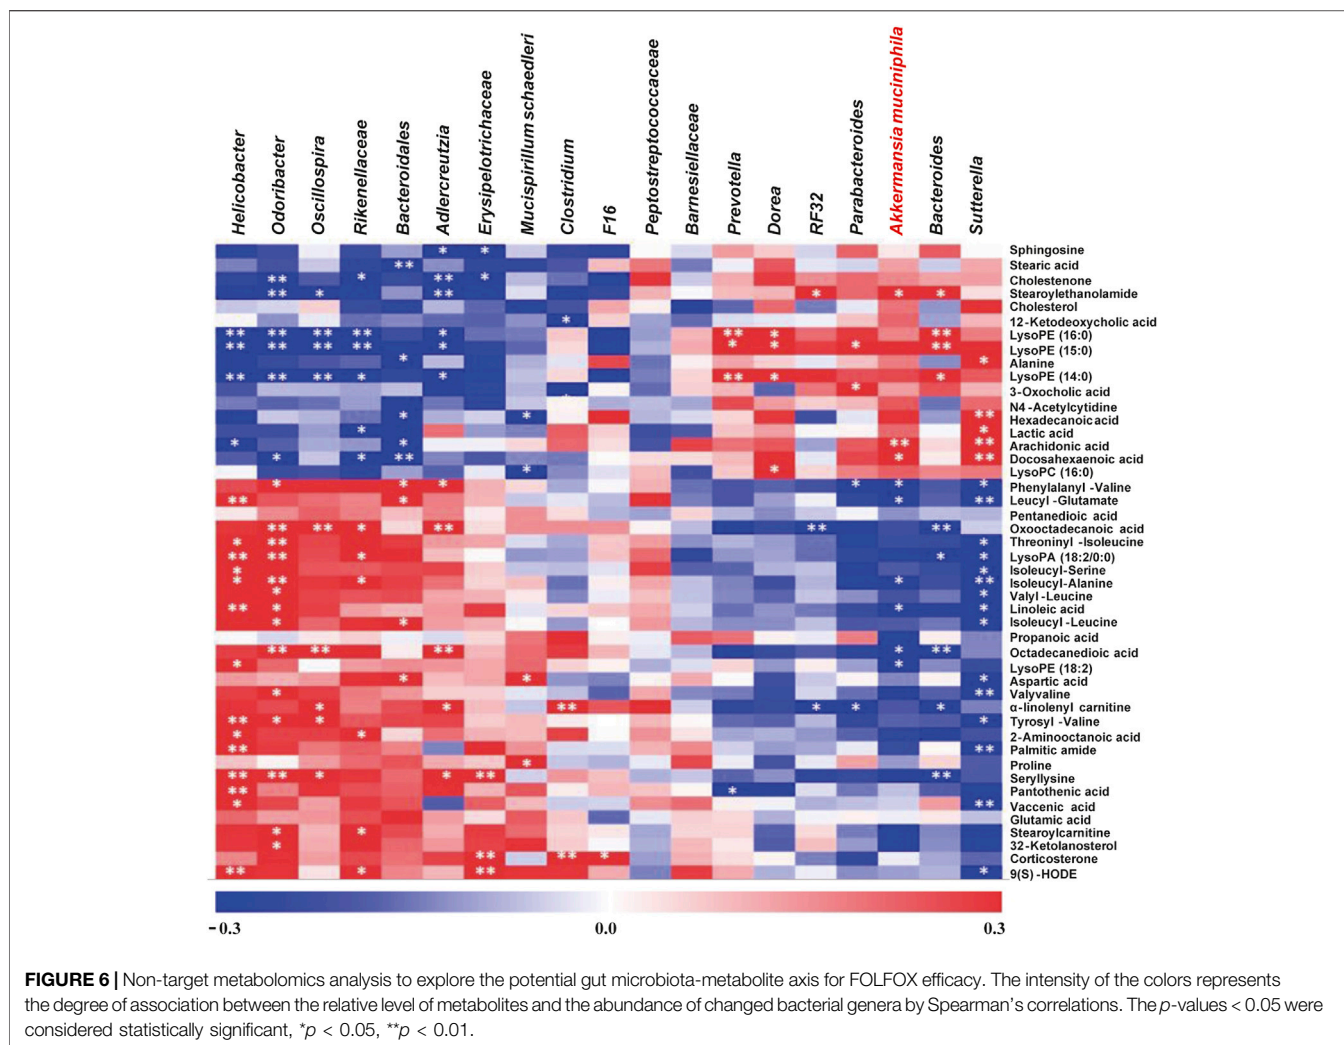 Helicobacter
Odoribacter
Oscillospira
Rikenellaceae
Bacteroidales
Adlercreutzia
Erysipelotrichaceae
Mucispirillum schaedleri
Clostridium
F16
Peptostreptococcaceae
Barnesiellaceae
Prevotella
Dorea
RF32
Parabacteroides
Akkermansia muciniphila
Bacteroides
Sutterella
Sphingosine
Stearic acid
Cholestenone
Stearoylethanolamide
Cholesterol
12-Ketodeoxycholic acid
LysoPE (16:0)
LysoPE (15:0)
Alanine
LysoPE (14:0)
3-Oxocholic acid
N4-Acetylcytidine
Hexadecanoic acid
Lactic acid
Arachidonic acid
Docosahexaenoic acid
LysoPC (16:0)
Phenylalanyl -Valine
Leucyl -Glutamate
Pentanedioic acid
Oxooctadecanoic acid
Threoninyl -Isoleucine
LysoPA (18:2/0:0)
Isoleucyl-Serine
Isoleucyl-Alanine
Valyl -Leucine
Linoleic acid
Isoleucyl -Leucine
Propanoic acid
Octadecanedioic acid
LysoPE (18:2)
Aspartic acid
Valyvaline
α-linolenyl carnitine
Tyrosyl -Valine
2-Aminooctanoic acid
Palmitic amide
Proline
Seryllysine
Pantothenic acid
Vaccenic acid
Glutamic acid
Stearoylcarnitine
32-Ketolanosterol
Corticosterone
9(S) -HODE
-0.3 0.0 0.3
FIGURE 6 | Non-target metabolomics analysis to explore the potential gut microbiota-metabolite axis for FOLFOX efficacy. The intensity of the colors represents
the degree of association between the relative level of metabolites and the abundance of changed bacterial genera by Spearman's correlations. The p-values < 0.05 were
considered statistically significant, *p < 0.05, **p < 0.01.